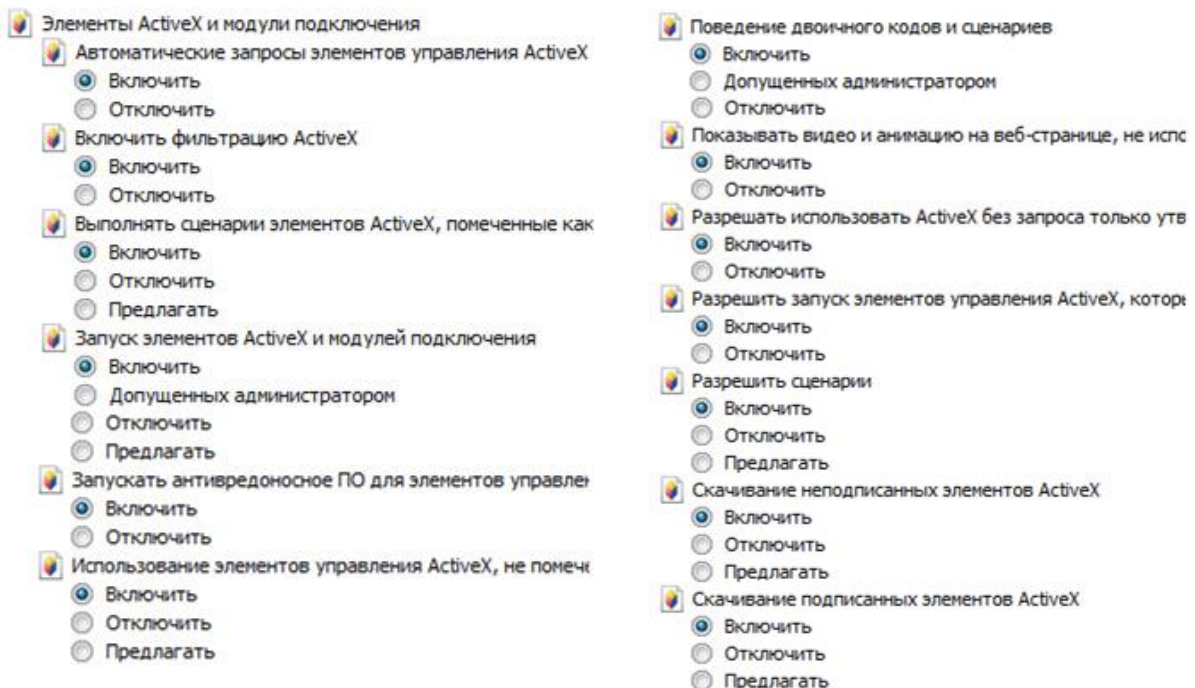 Элементы ActiveX и модули подключения
Автоматические запросы элементов управления ActiveX
Включить
Отключить
Включить фильтрацию ActiveX
Включить
Отключить
Выполнять сценарии элементов ActiveX, помеченные как
Включить
Отключить
Предлагать
Запуск элементов ActiveX и модулей подключения
Включить
Допущенных администратором
Отключить
Предлагать
Запускать антивредоносное ПО для элементов управлен
Включить
Отключить
Использование элементов управления ActiveX, не помече
Включить
Отключить
Предлагать
Поведение двоичного кодов и сценариев
Включить
Допущенных администратором
Отключить
Показывать видео и анимацию на веб-странице, не испо
Включить
Отключить
Разрешать использовать ActiveX без запроса только утв
Включить
Отключить
Разрешить запуск элементов управления ActiveX, которы
Включить
Отключить
Разрешить сценарии
Включить
Отключить
Предлагать
Скачивание неподписанных элементов ActiveX
Включить
Отключить
Предлагать
Скачивание подписанных элементов ActiveX
Включить
Отключить
Предлагать